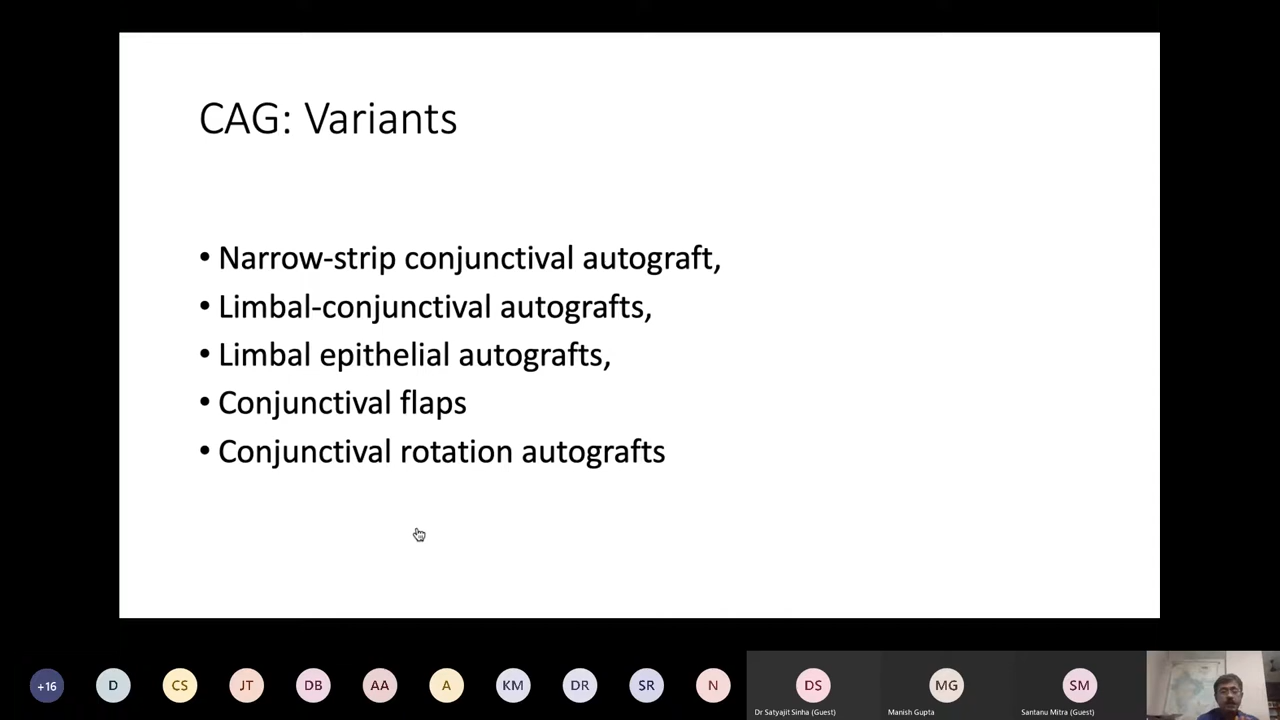 CAG: Variants
• Narrow-strip conjunctival autograft,
• Limbal-conjunctival autografts,
• Limbal epithelial autografts,
• Conjunctival flaps
• Conjunctival rotation autografts
+16 D CS JT DB AA A KM DR SR N DS MG SM
Dr Satyajit Sinha (Guest) Manish Gupta Santanu Mitra (Guest)